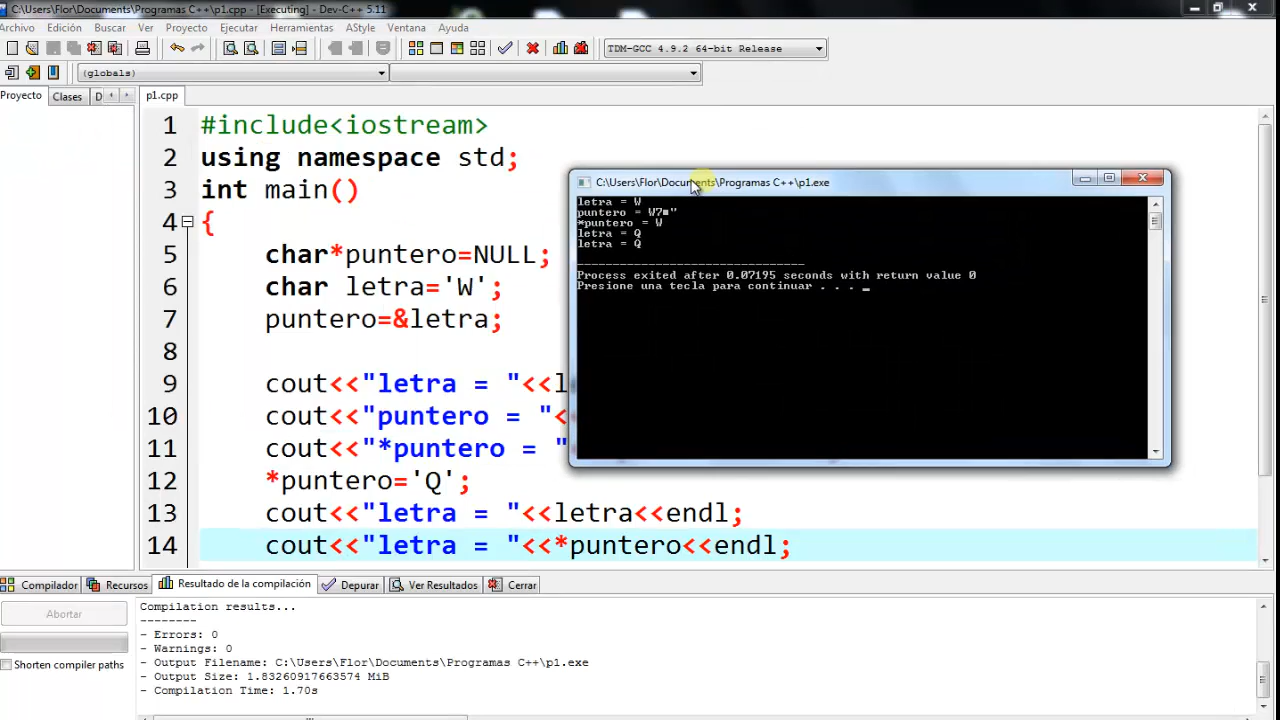 C:\Users\Flor\Documents\Programas C++\p1.cpp - [Executing] - Dev-C++ 5.11
Archivo Edición Buscar Ver Proyecto Ejecutar Herramientas AStyle Ventana Ayuda
TDM-GCC 4.9.2 64-bit Release
(globals)
Proyecto Clases D p1.cpp
1 #include<iostream>
2 using namespace std;
3 int main()
4 {
5 char*puntero=NULL;
6 char letra='W';
7 puntero=&letra;
8
9 cout<<"letra = "<<l
10 cout<<"puntero = "<
11 cout<<"*puntero = "
12 *puntero='Q';
13 cout<<"letra = "<<letra<<endl;
14 cout<<"letra = "<<*puntero<<endl;
C:\Users\Flor\Documents\Programas C++\p1.exe
letra = W
puntero = W7■"
*puntero = W
letra = Q
letra = Q
--------------------------------
Process exited after 0.07195 seconds with return value 0
Presione una tecla para continuar . . . _
Compilador Recursos Resultado de la compilación Depurar Ver Resultados Cerrar
Abortar
Shorten compiler paths
Compilation results...
--------
- Errors: 0
- Warnings: 0
- Output Filename: C:\Users\Flor\Documents\Programas C++\p1.exe
- Output Size: 1.83260917663574 MiB
- Compilation Time: 1.70s